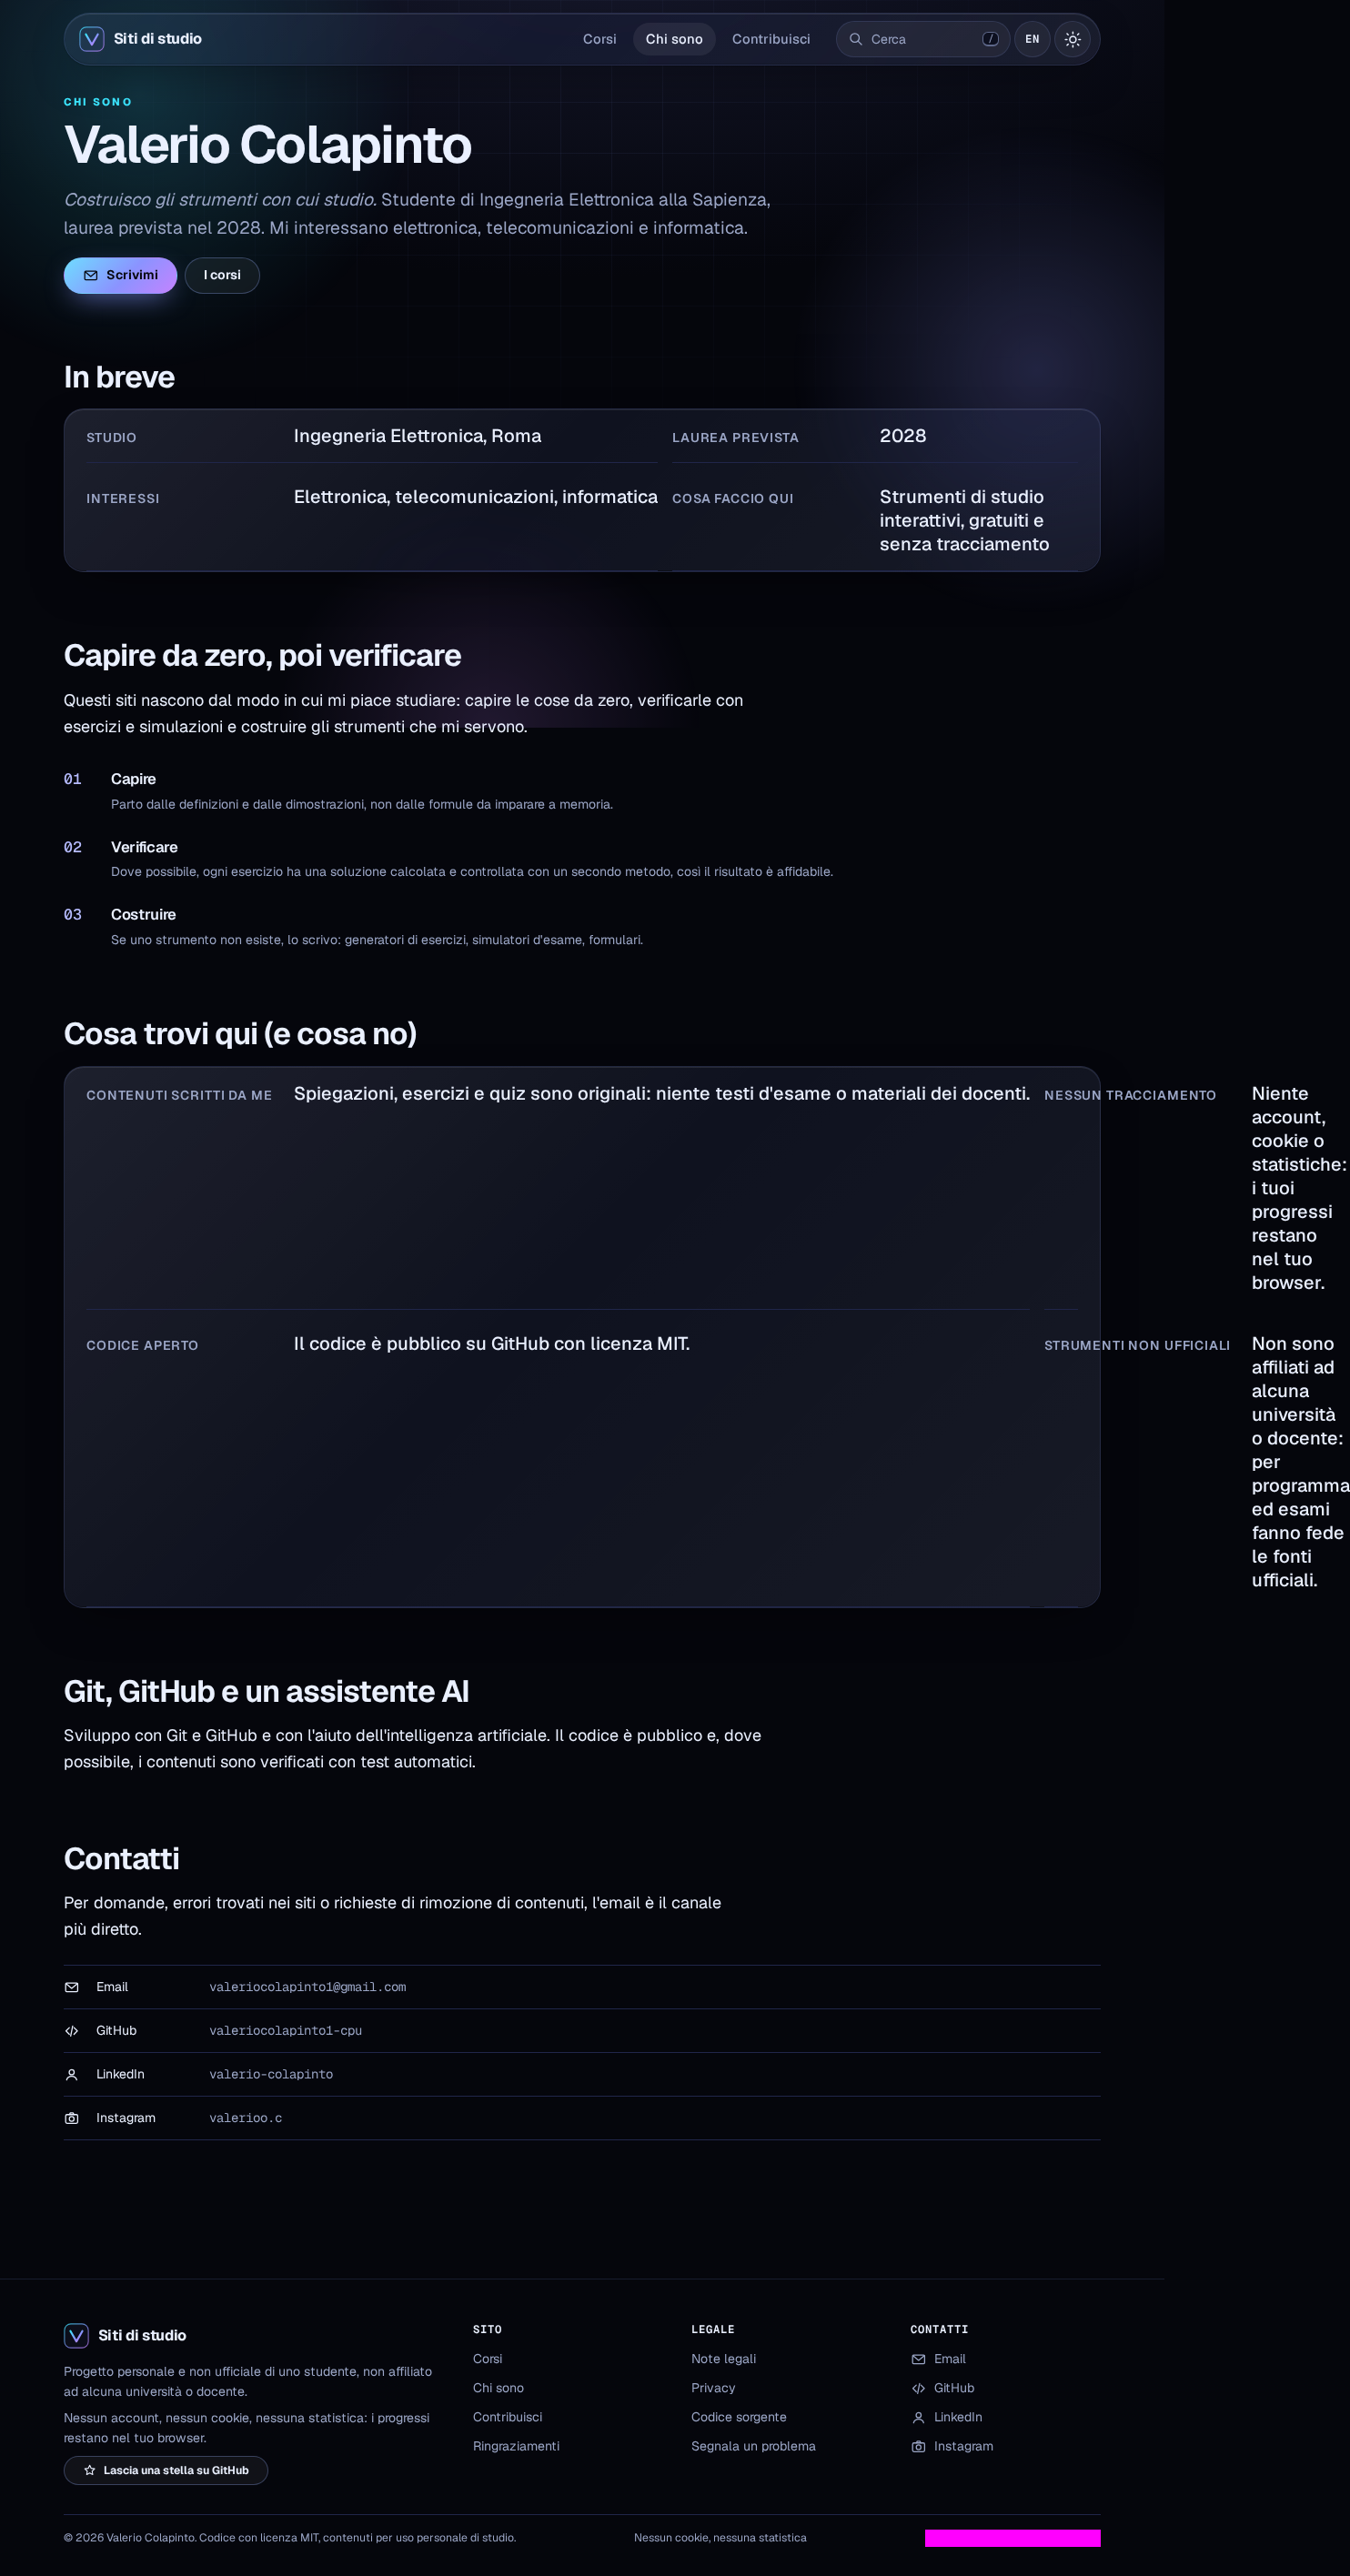 Siti di studio
Corsi
Chi sono
Contribuisci
Cerca
/
EN
CHI SONO
Valerio Colapinto
Costruisco gli strumenti con cui studio. Studente di Ingegneria Elettronica alla Sapienza,
laurea prevista nel 2028. Mi interessano elettronica, telecomunicazioni e informatica.
Scrivimi
I corsi
In breve
STUDIO
Ingegneria Elettronica, Roma
LAUREA PREVISTA
2028
INTERESSI
Elettronica, telecomunicazioni, informatica
COSA FACCIO QUI
Strumenti di studio
interattivi, gratuiti e
senza tracciamento
Capire da zero, poi verificare
Questi siti nascono dal modo in cui mi piace studiare: capire le cose da zero, verificarle con
esercizi e simulazioni e costruire gli strumenti che mi servono.
01
Capire
Parto dalle definizioni e dalle dimostrazioni, non dalle formule da imparare a memoria.
02
Verificare
Dove possibile, ogni esercizio ha una soluzione calcolata e controllata con un secondo metodo, così il risultato è affidabile.
03
Costruire
Se uno strumento non esiste, lo scrivo: generatori di esercizi, simulatori d'esame, formulari.
Cosa trovi qui (e cosa no)
CONTENUTI SCRITTI DA ME
Spiegazioni, esercizi e quiz sono originali: niente testi d'esame o materiali dei docenti.
NESSUN TRACCIAMENTO
Niente
account,
cookie o
statistiche:
i tuoi
progressi
restano
nel tuo
browser.
CODICE APERTO
Il codice è pubblico su GitHub con licenza MIT.
STRUMENTI NON UFFICIALI
Non sono
affiliati ad
alcuna
università
o docente:
per
programma
ed esami
fanno fede
le fonti
ufficiali.
Git, GitHub e un assistente AI
Sviluppo con Git e GitHub e con l'aiuto dell'intelligenza artificiale. Il codice è pubblico e, dove
possibile, i contenuti sono verificati con test automatici.
Contatti
Per domande, errori trovati nei siti o richieste di rimozione di contenuti, l'email è il canale
più diretto.
Email
valeriocolapinto1@gmail.com
GitHub
valeriocolapinto1-cpu
LinkedIn
valerio-colapinto
Instagram
valerioo.c
Siti di studio
Progetto personale e non ufficiale di uno studente, non affiliato
ad alcuna università o docente.
Nessun account, nessun cookie, nessuna statistica: i progressi
restano nel tuo browser.
Lascia una stella su GitHub
SITO
Corsi
Chi sono
Contribuisci
Ringraziamenti
LEGALE
Note legali
Privacy
Codice sorgente
Segnala un problema
CONTATTI
Email
GitHub
LinkedIn
Instagram
© 2026 Valerio Colapinto. Codice con licenza MIT, contenuti per uso personale di studio.
Nessun cookie, nessuna statistica